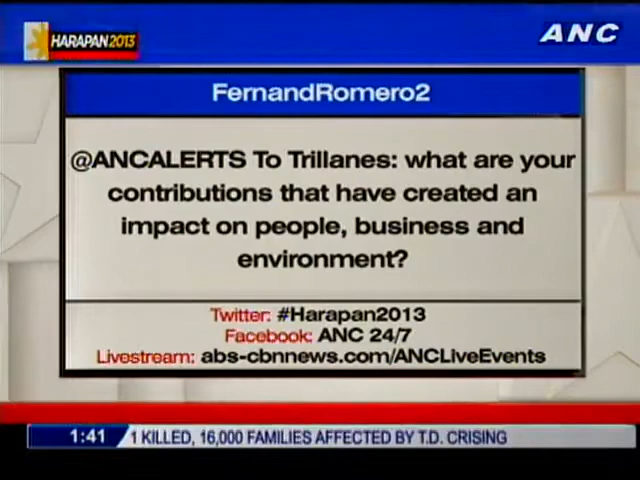 HARAPAN 2013
ANC
FernandRomero2
@ANCALERTS To Trillanes: what are your
contributions that have created an
impact on people, business and
environment?
Twitter: #Harapan2013
Facebook: ANC 24/7
Livestream: abs-cbnnews.com/ANCLiveEvents
1:41 1 KILLED, 16,000 FAMILIES AFFECTED BY T.D. CRISING